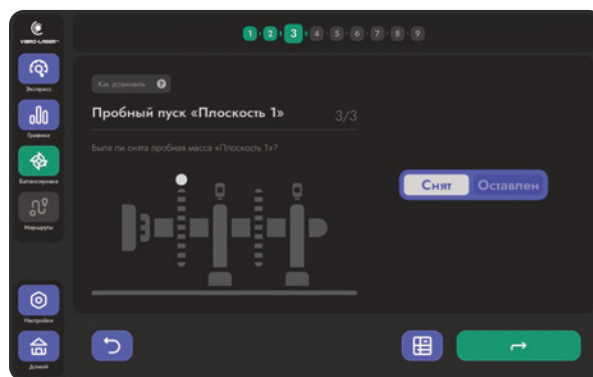 VIBRO-LASER™
1 2 3 4 5 6 7 8 9
Экспресс
Графики
Балансировка
Маршруты
Настройки
Домой
Как установить ?
Пробный пуск «Плоскость 1»
3/3
Была ли снята пробная масса «Плоскость 1»?
Снят
Оставлен